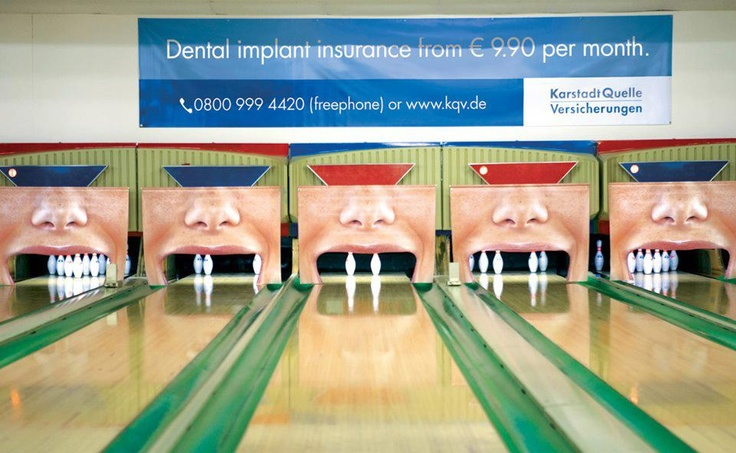 Dental implant insurance from € 9.90 per month.
0800 999 4420 (freephone) or www.kqv.de
KarstadtQuelle
Versicherungen